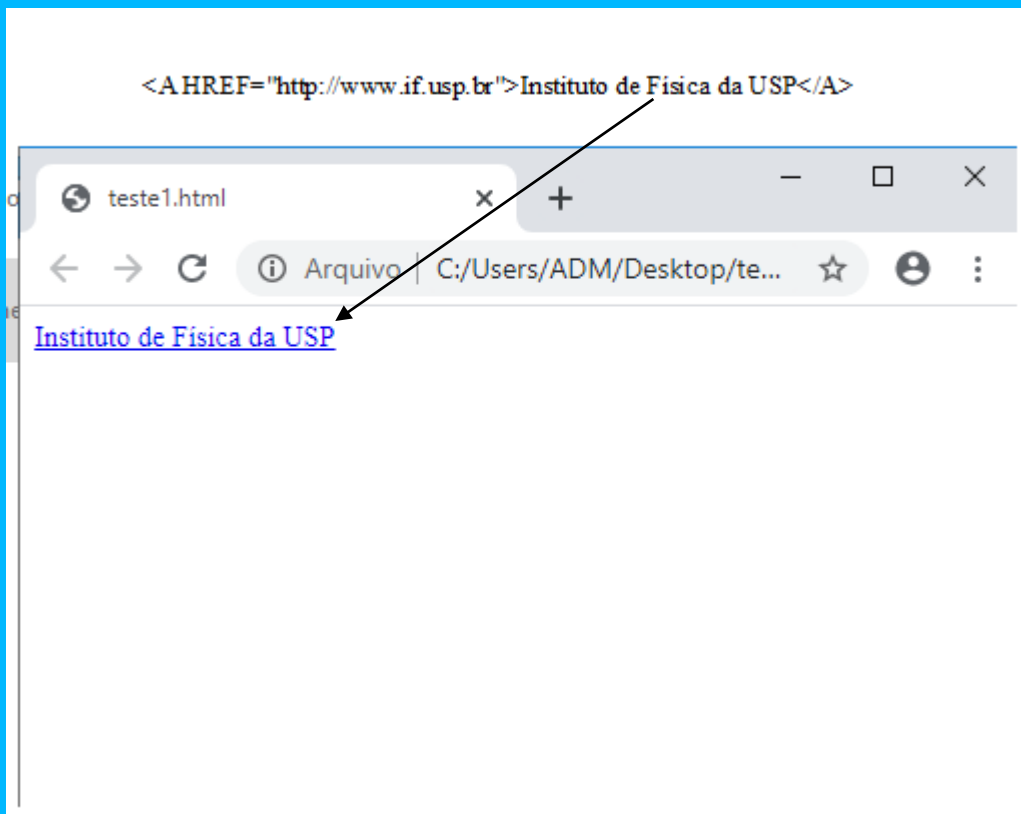 <A HREF="http://www.if.usp.br">Instituto de Física da USP</A>
teste1.html
Arquivo | C:/Users/ADM/Desktop/te...
Instituto de Física da USP